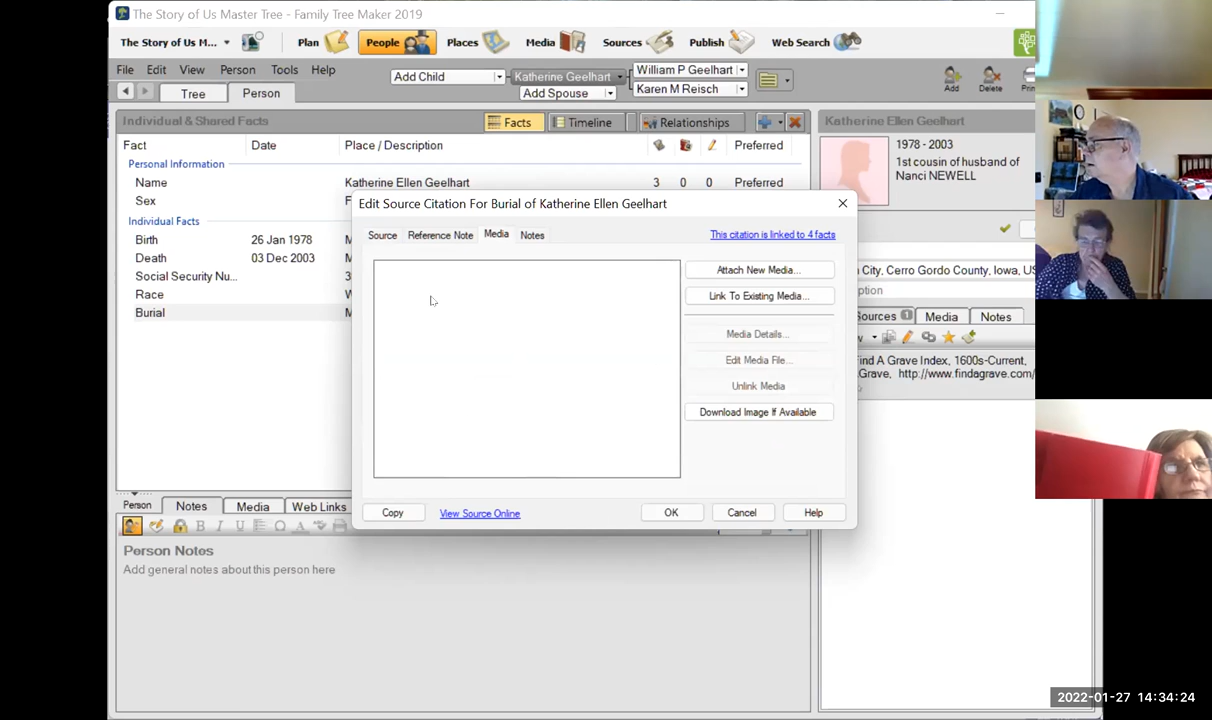 The Story of Us Master Tree - Family Tree Maker 2019
The Story of Us M... Plan People Places Media Sources Publish Web Search
File Edit View Person Tools Help
Add Child Katherine Geelhart William P Geelhart
Add Spouse Karen M Reisch
Add Delete
Tree Person
Individual & Shared Facts Facts Timeline Relationships Katherine Ellen Geelhart
Fact Date Place / Description Preferred
1978 - 2003
1st cousin of husband of
Nanci NEWELL
Personal Information
Name Katherine Ellen Geelhart 3 0 0 Preferred
Sex
Individual Facts
Birth 26 Jan 1978
Death 03 Dec 2003
Social Security Nu...
Race
Burial
Edit Source Citation For Burial of Katherine Ellen Geelhart
Source Reference Note Media Notes This citation is linked to 4 facts
Attach New Media...
Link To Existing Media...
Media Details...
Edit Media File...
Unlink Media
Download Image If Available
Copy View Source Online OK Cancel Help
City, Cerro Gordo County, Iowa, US
Media Notes
Find A Grave Index, 1600s-Current,
Grave, http://www.findagrave.com/
Person Notes Media Web Links
B I U
Person Notes
Add general notes about this person here
2022-01-27 14:34:24